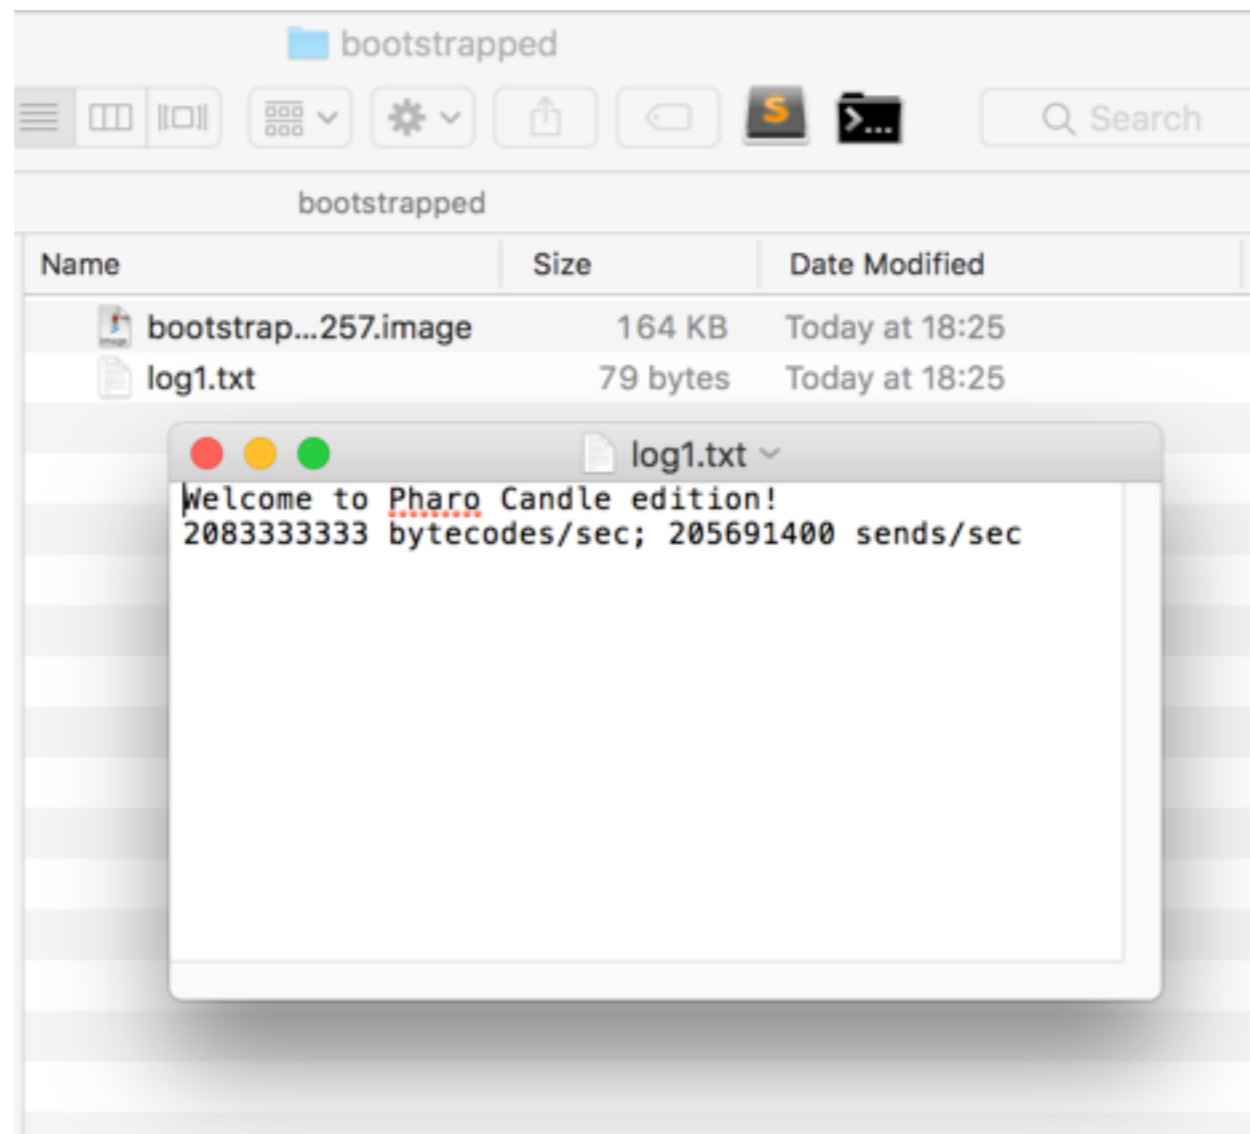 bootstrapped
S
>...
Search
bootstrapped
Name Size Date Modified
bootstrap...257.image 164 KB Today at 18:25
log1.txt 79 bytes Today at 18:25
log1.txt
Welcome to Pharo Candle edition!
2083333333 bytecodes/sec; 205691400 sends/sec